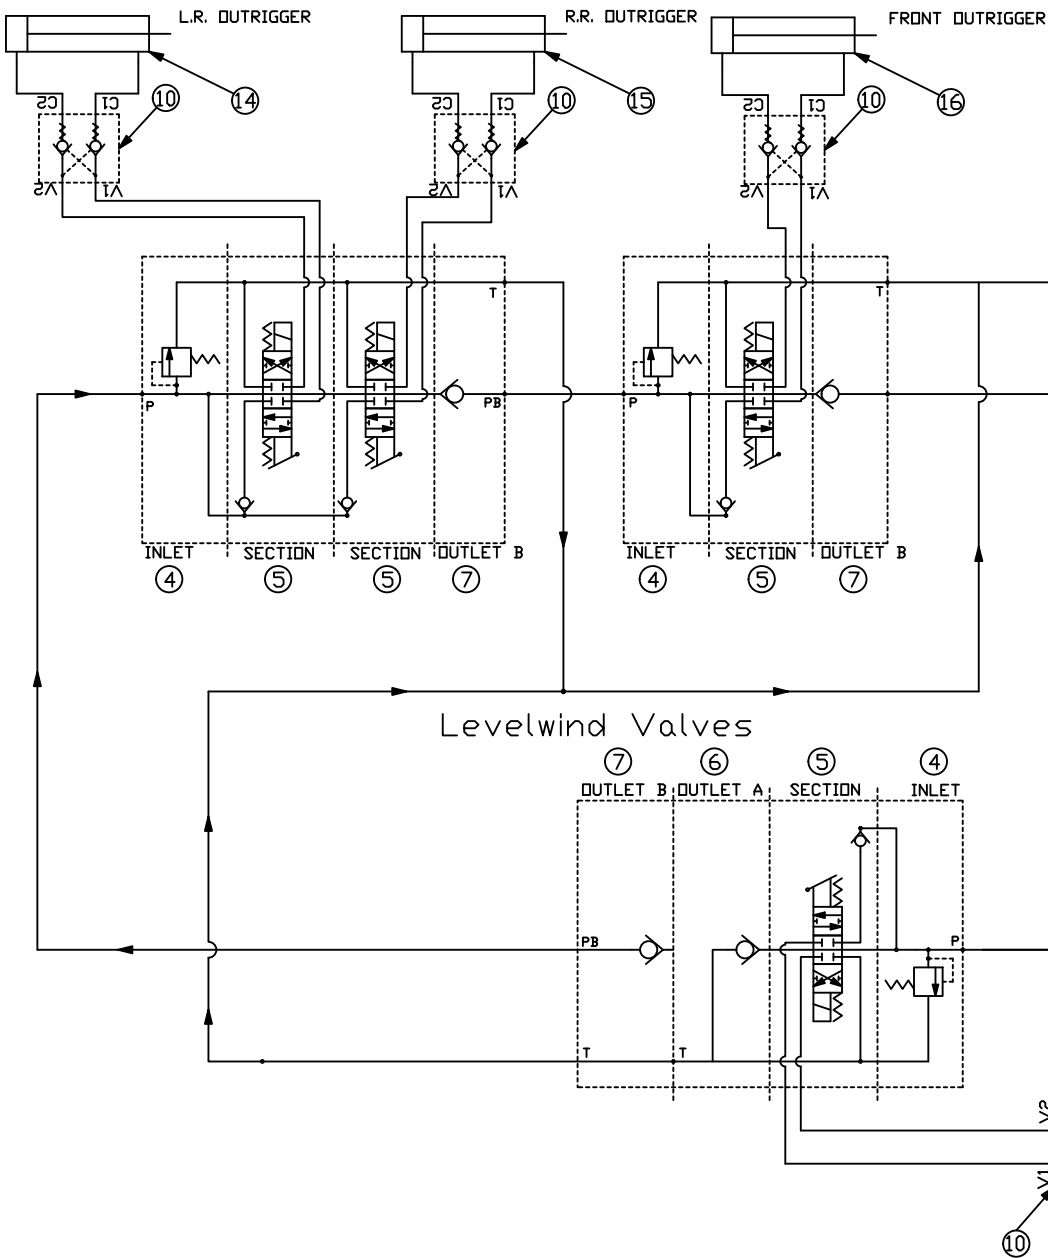 L.R. OUTRIGGER
R.R. OUTRIGGER
FRONT OUTRIGGER
10
14
10
15
10
16
C2
C1
C2
C1
C2
C1
V2
V1
V2
V1
V2
V1
T
T
P
PB
P
INLET
SECTION
SECTION
OUTLET B
INLET
SECTION
OUTLET B
4
5
5
7
4
5
7
Levelwind Valves
7
6
5
4
OUTLET B
OUTLET A
SECTION
INLET
PB
P
T
T
V2
V1
10